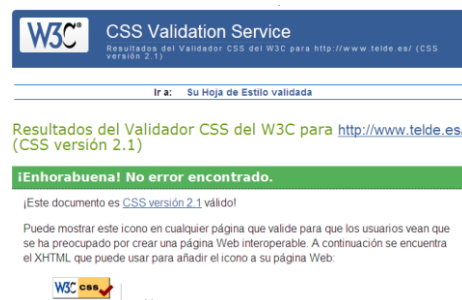 W3C® CSS Validation Service
Resultados del Validador CSS del W3C para http://www.telde.es/ (CSS
versión 2.1)
Ir a: Su Hoja de Estilo validada
Resultados del Validador CSS del W3C para http://www.telde.es/
(CSS versión 2.1)
¡Enhorabuena! No error encontrado.
¡Este documento es CSS versión 2.1 válido!
Puede mostrar este icono en cualquier página que valide para que los usuarios vean que
se ha preocupado por crear una página Web interoperable. A continuación se encuentra
el XHTML que puede usar para añadir el icono a su página Web:
W3C css